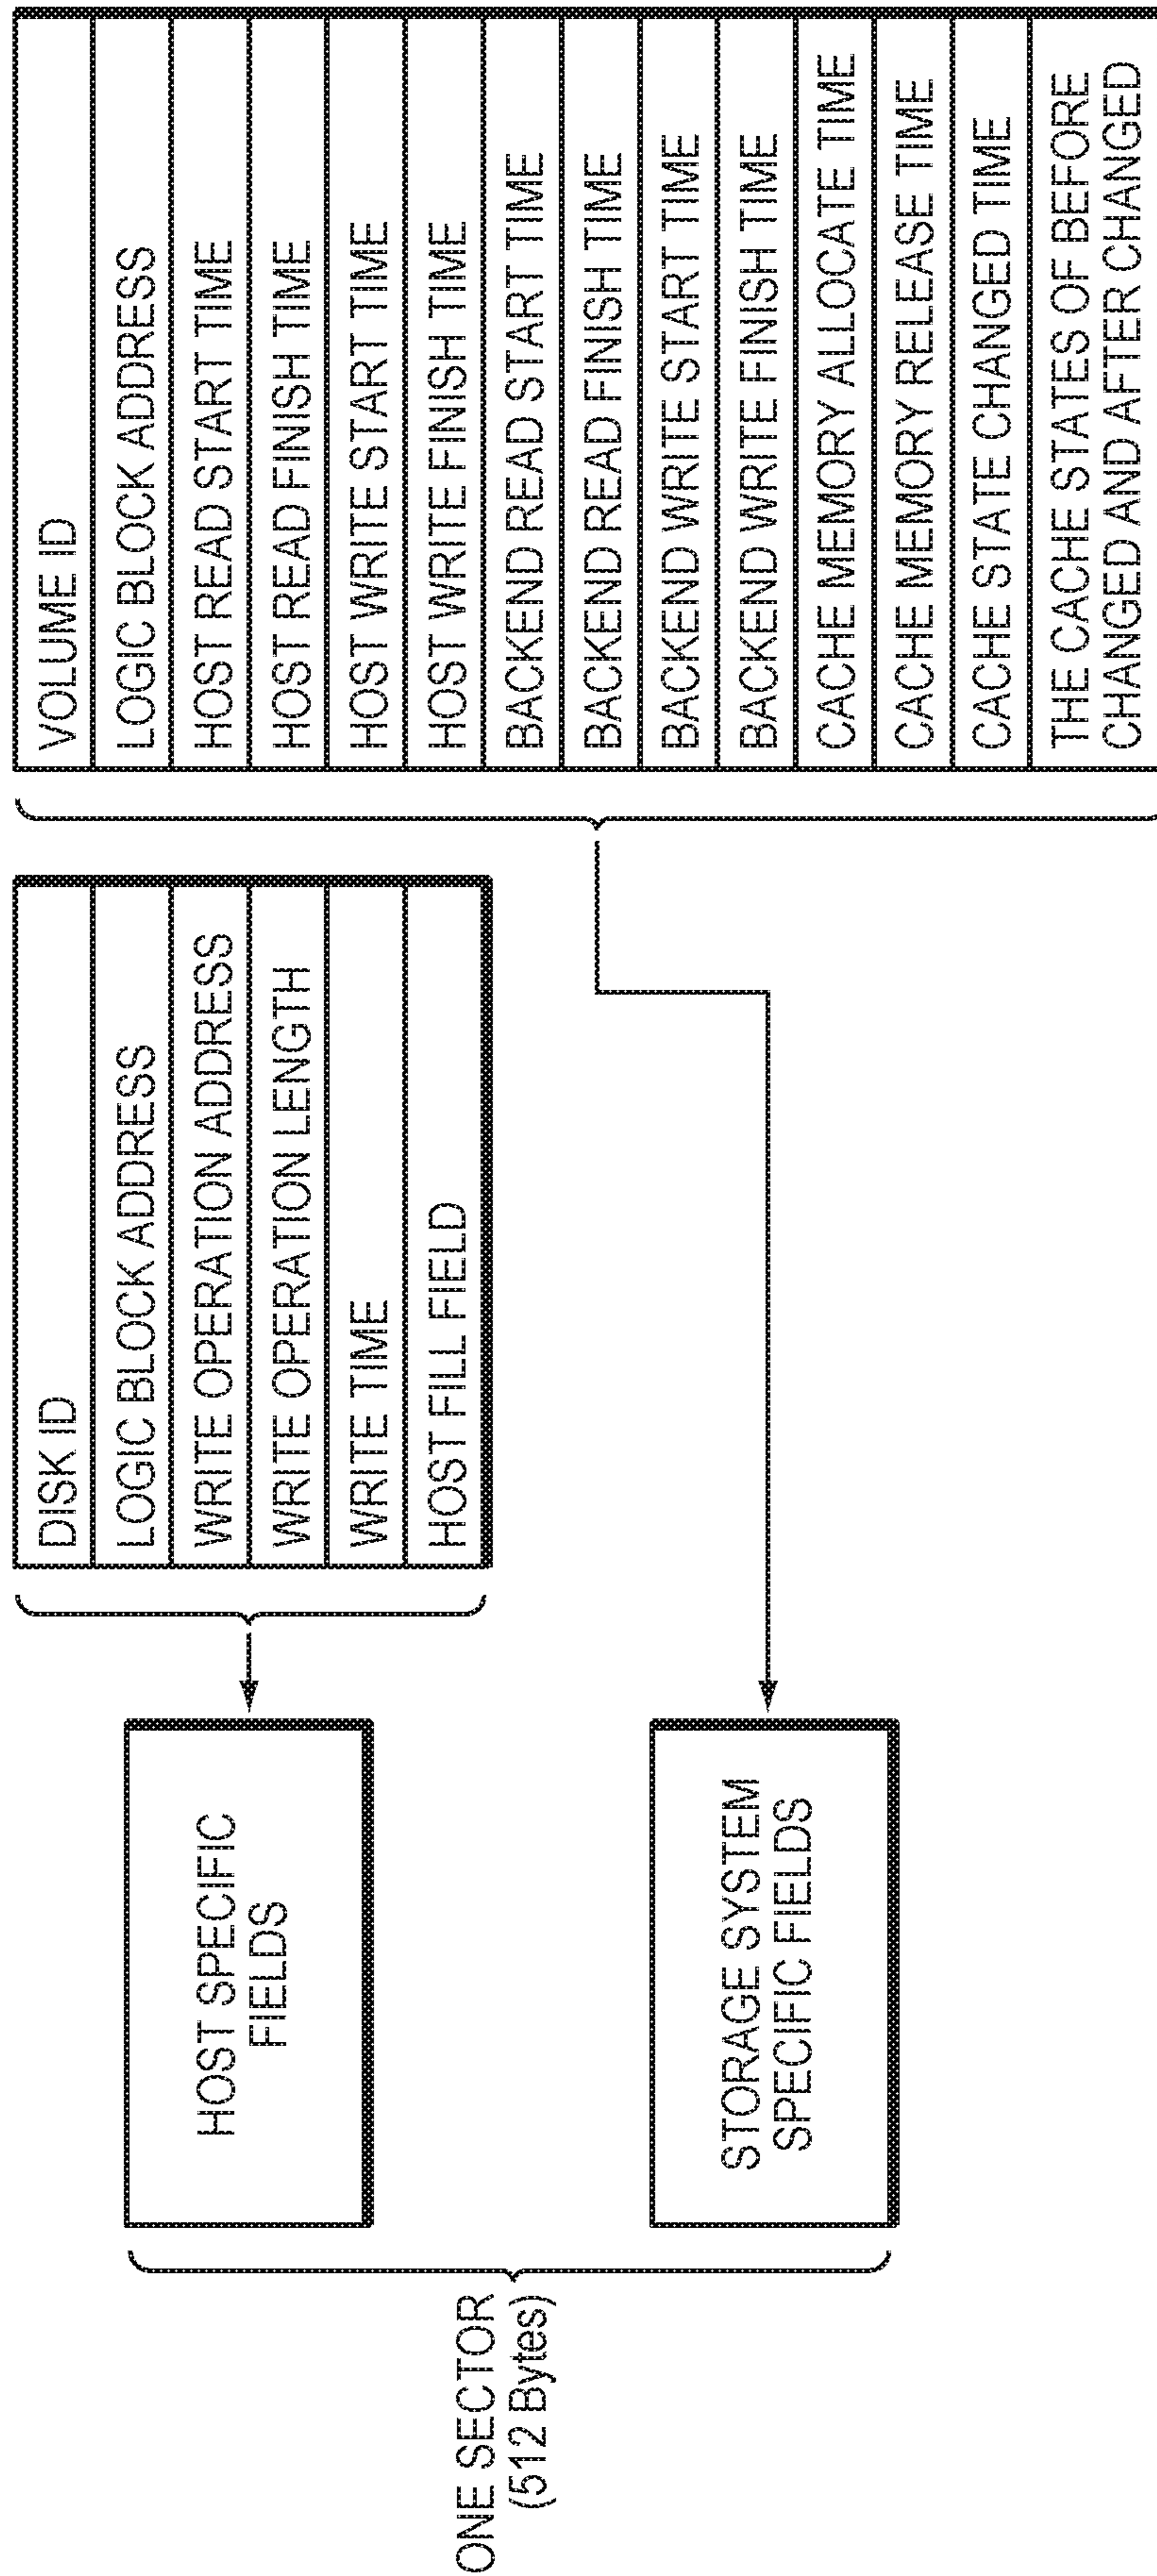 ONE SECTOR
(512 Bytes)
HOST SPECIFIC
FIELDS
STORAGE SYSTEM
SPECIFIC FIELDS
DISK ID
LOGIC BLOCK ADDRESS
WRITE OPERATION ADDRESS
WRITE OPERATION LENGTH
WRITE TIME
HOST FILL FIELD
VOLUME ID
LOGIC BLOCK ADDRESS
HOST READ START TIME
HOST READ FINISH TIME
HOST WRITE START TIME
HOST WRITE FINISH TIME
BACKEND READ START TIME
BACKEND READ FINISH TIME
BACKEND WRITE START TIME
BACKEND WRITE FINISH TIME
CACHE MEMORY ALLOCATE TIME
CACHE MEMORY RELEASE TIME
CACHE STATE CHANGED TIME
THE CACHE STATES OF BEFORE
CHANGED AND AFTER CHANGED